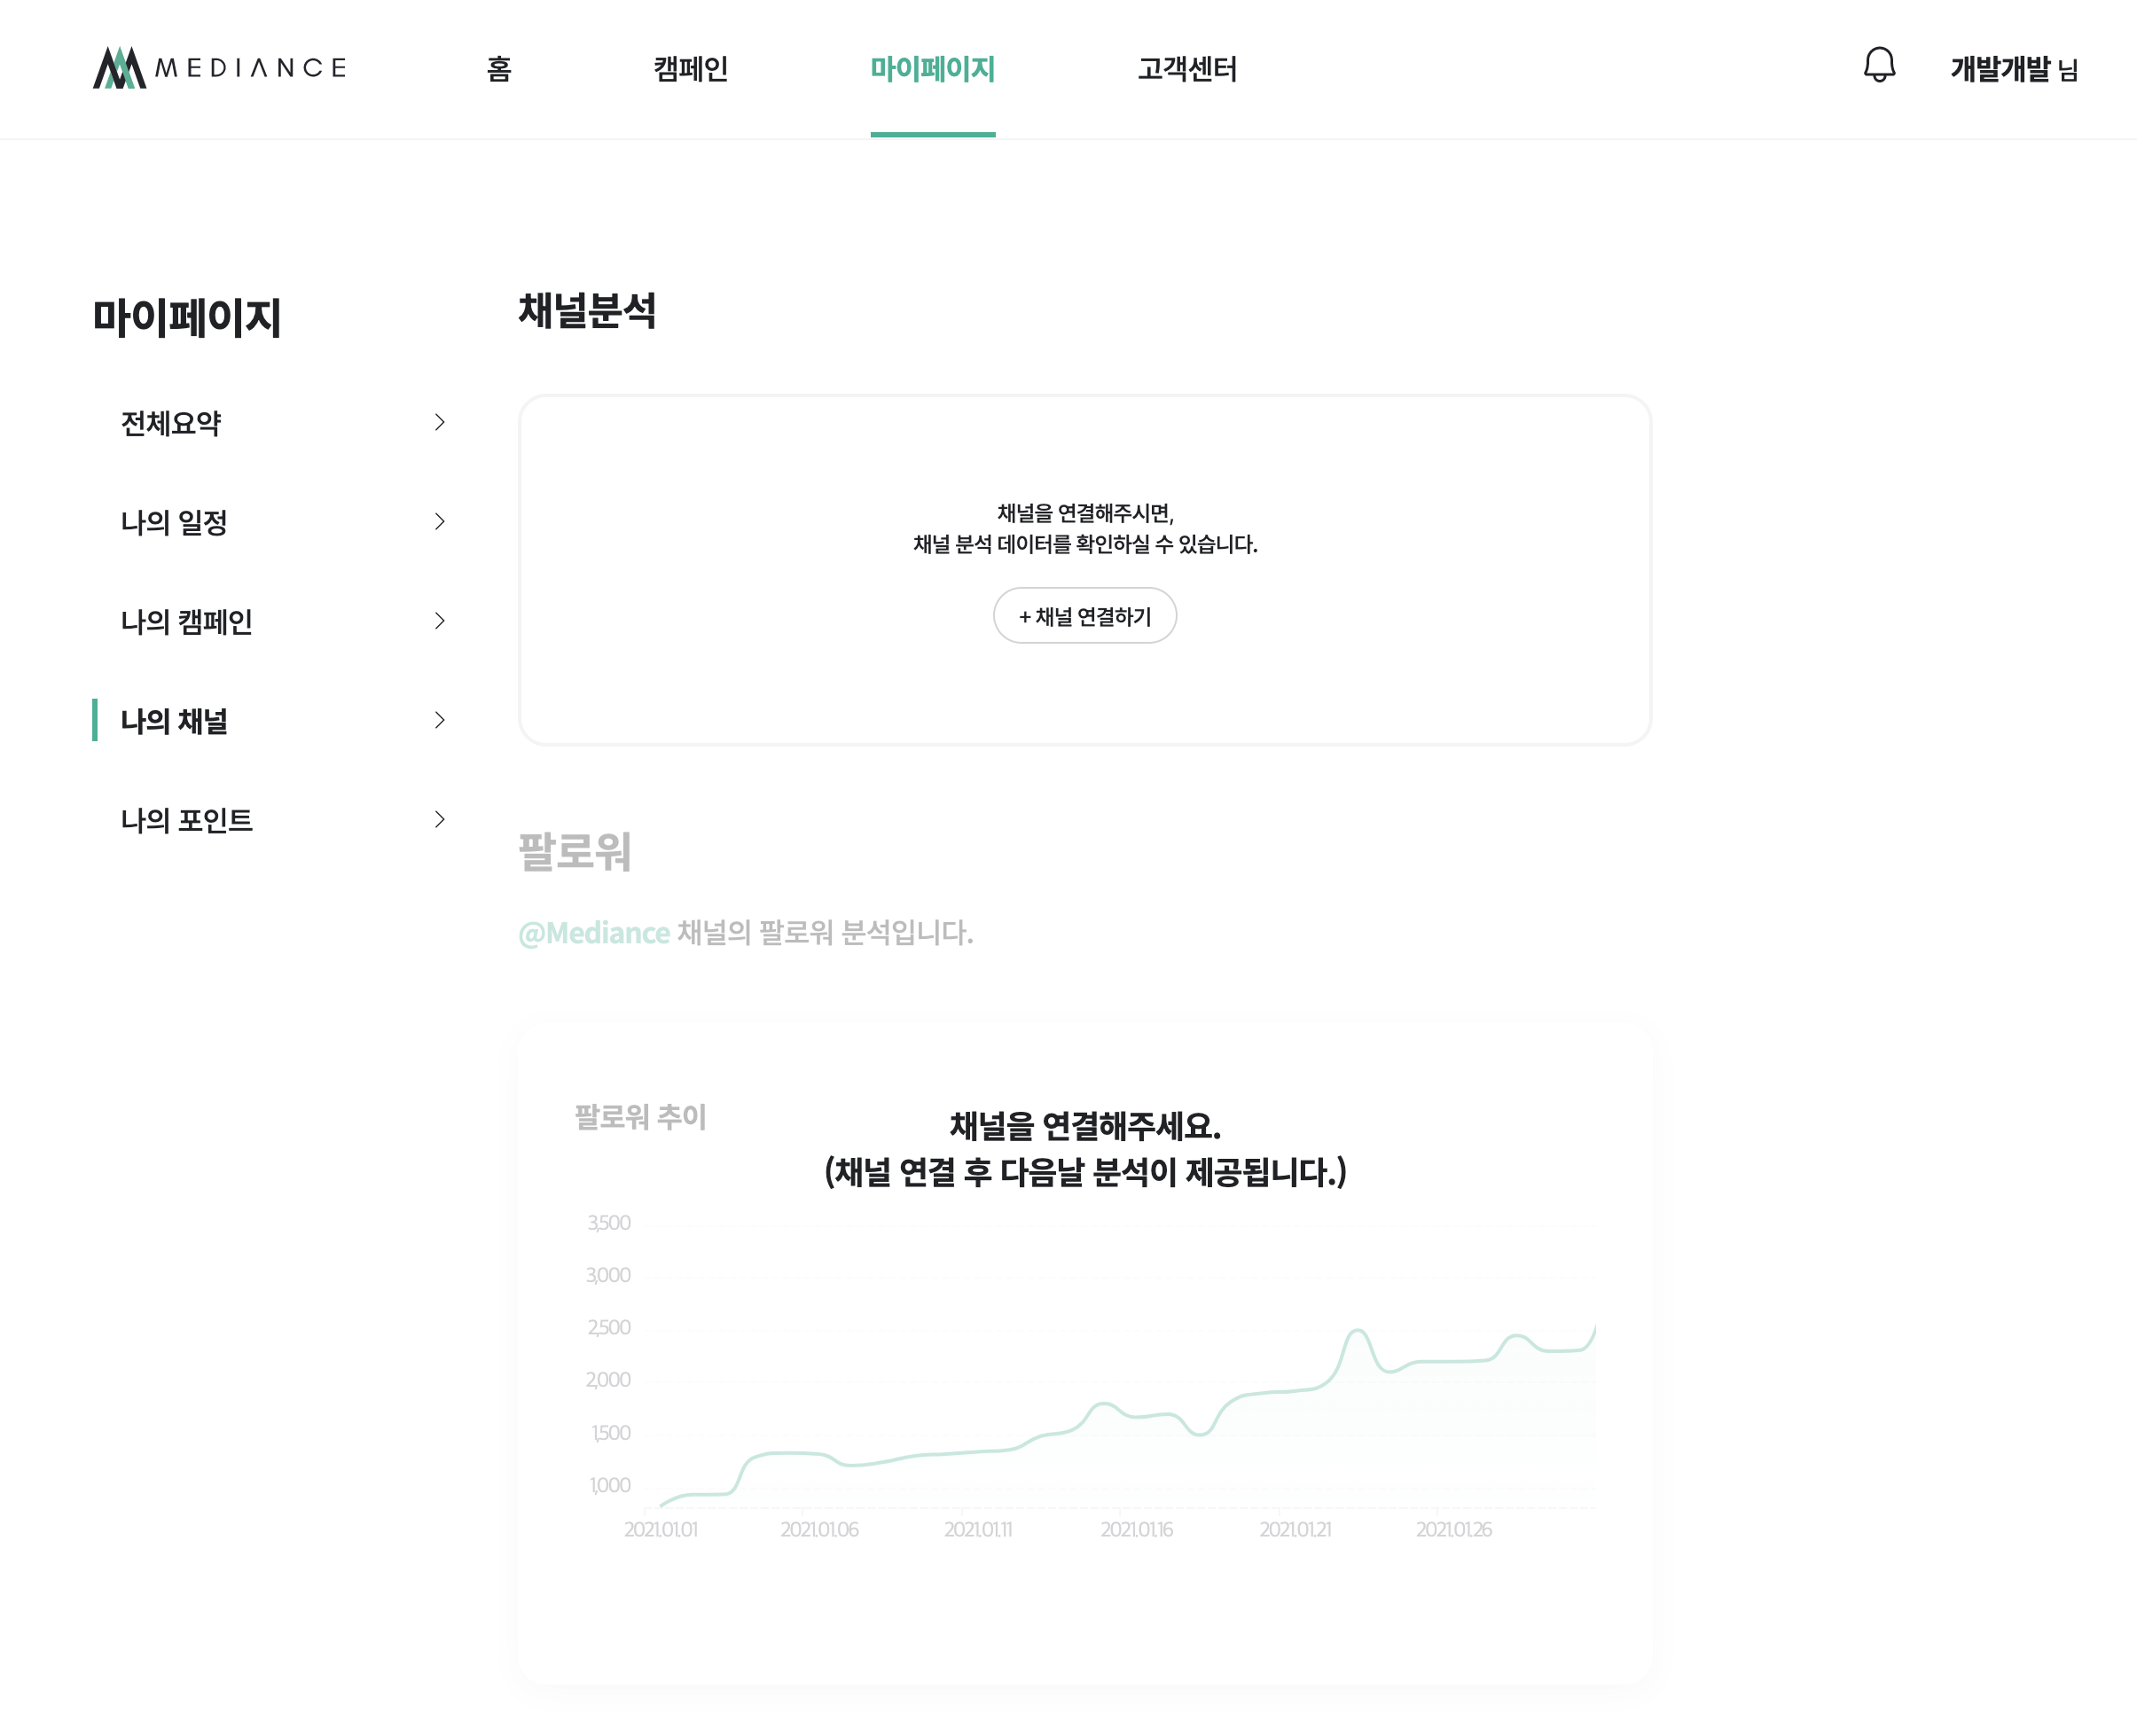 MEDIANCE
홈
캠페인
마이페이지
고객센터
개발개발 님
마이페이지
전체요약
나의 일정
나의 캠페인
나의 채널
나의 포인트
채널분석
채널을 연결해주시면,
채널 분석 데이터를 확인하실 수 있습니다.
+ 채널 연결하기
팔로워
@Mediance 채널의 팔로워 분석입니다.
팔로워 추이
채널을 연결해주세요.
(채널 연결 후 다음날 분석이 제공됩니다.)
3,500
3,000
2,500
2,000
1,500
1,000
2021.01.01
2021.01.06
2021.01.11
2021.01.16
2021.01.21
2021.01.26